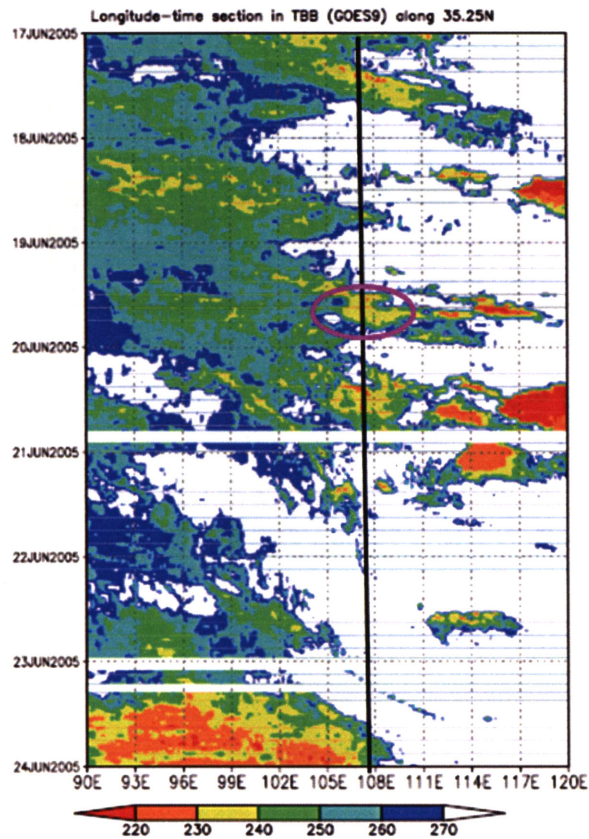 Longitude-time section in TBB (GOES9) along 35.25N
17JUN2005
18JUN2005
19JUN2005
20JUN2005
21JUN2005
22JUN2005
23JUN2005
24JUN2005
90E 93E 96E 99E 102E 105E 108E 111E 114E 117E 120E
220 230 240 250 260 270